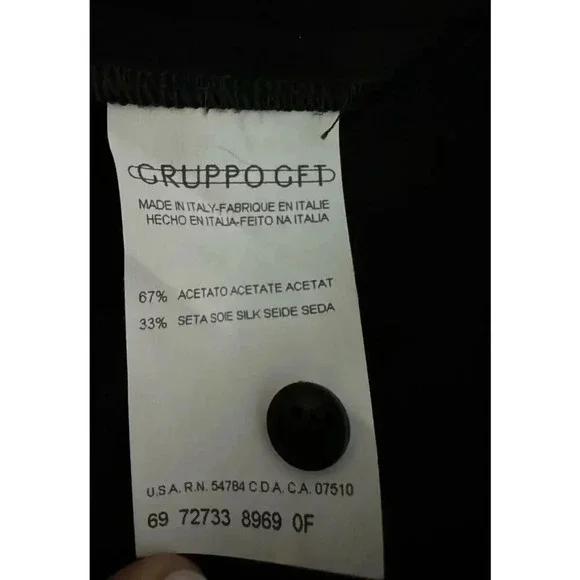 GRUPPO GFT
MADE IN ITALY-FABRIQUE EN ITALIE
HECHO EN ITALIA-FEITO NA ITALIA
67% ACETATO ACETATE ACETAT
33% SETA SOIE SILK SEIDE SEDA
U.S.A. R.N. 54784 C.D.A. C.A. 07510
69 72733 8969 0F